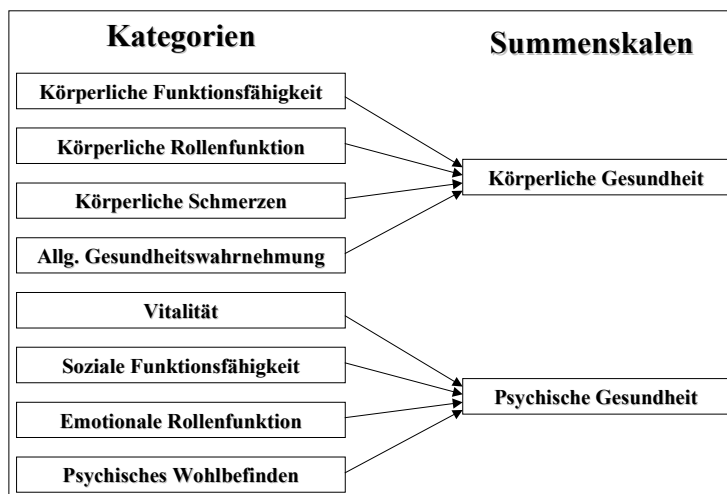 Kategorien
Summenskalen
Körperliche Funktionsfähigkeit
Körperliche Rollenfunktion
Körperliche Schmerzen
Allg. Gesundheitswahrnehmung
Körperliche Gesundheit
Vitalität
Soziale Funktionsfähigkeit
Emotionale Rollenfunktion
Psychisches Wohlbefinden
Psychische Gesundheit